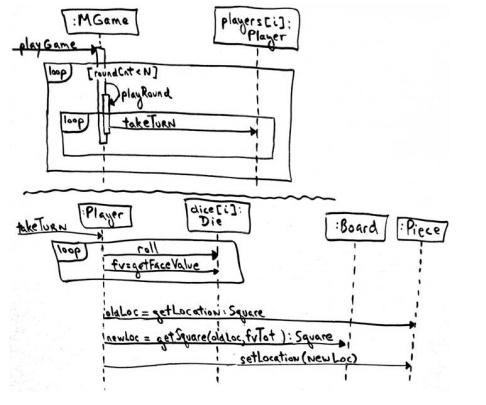 :MGame
players[i]:
Player
playGame
loop
[roundCnt<N]
playRound
loop
takeTurn
:Player
dice[i]:
Die
:Board
:Piece
takeTurn
loop
roll
fv=getFaceValue
oldLoc = getLocation : Square
newLoc = getSquare(oldLoc,fvTot) : Square
setLocation(newLoc)